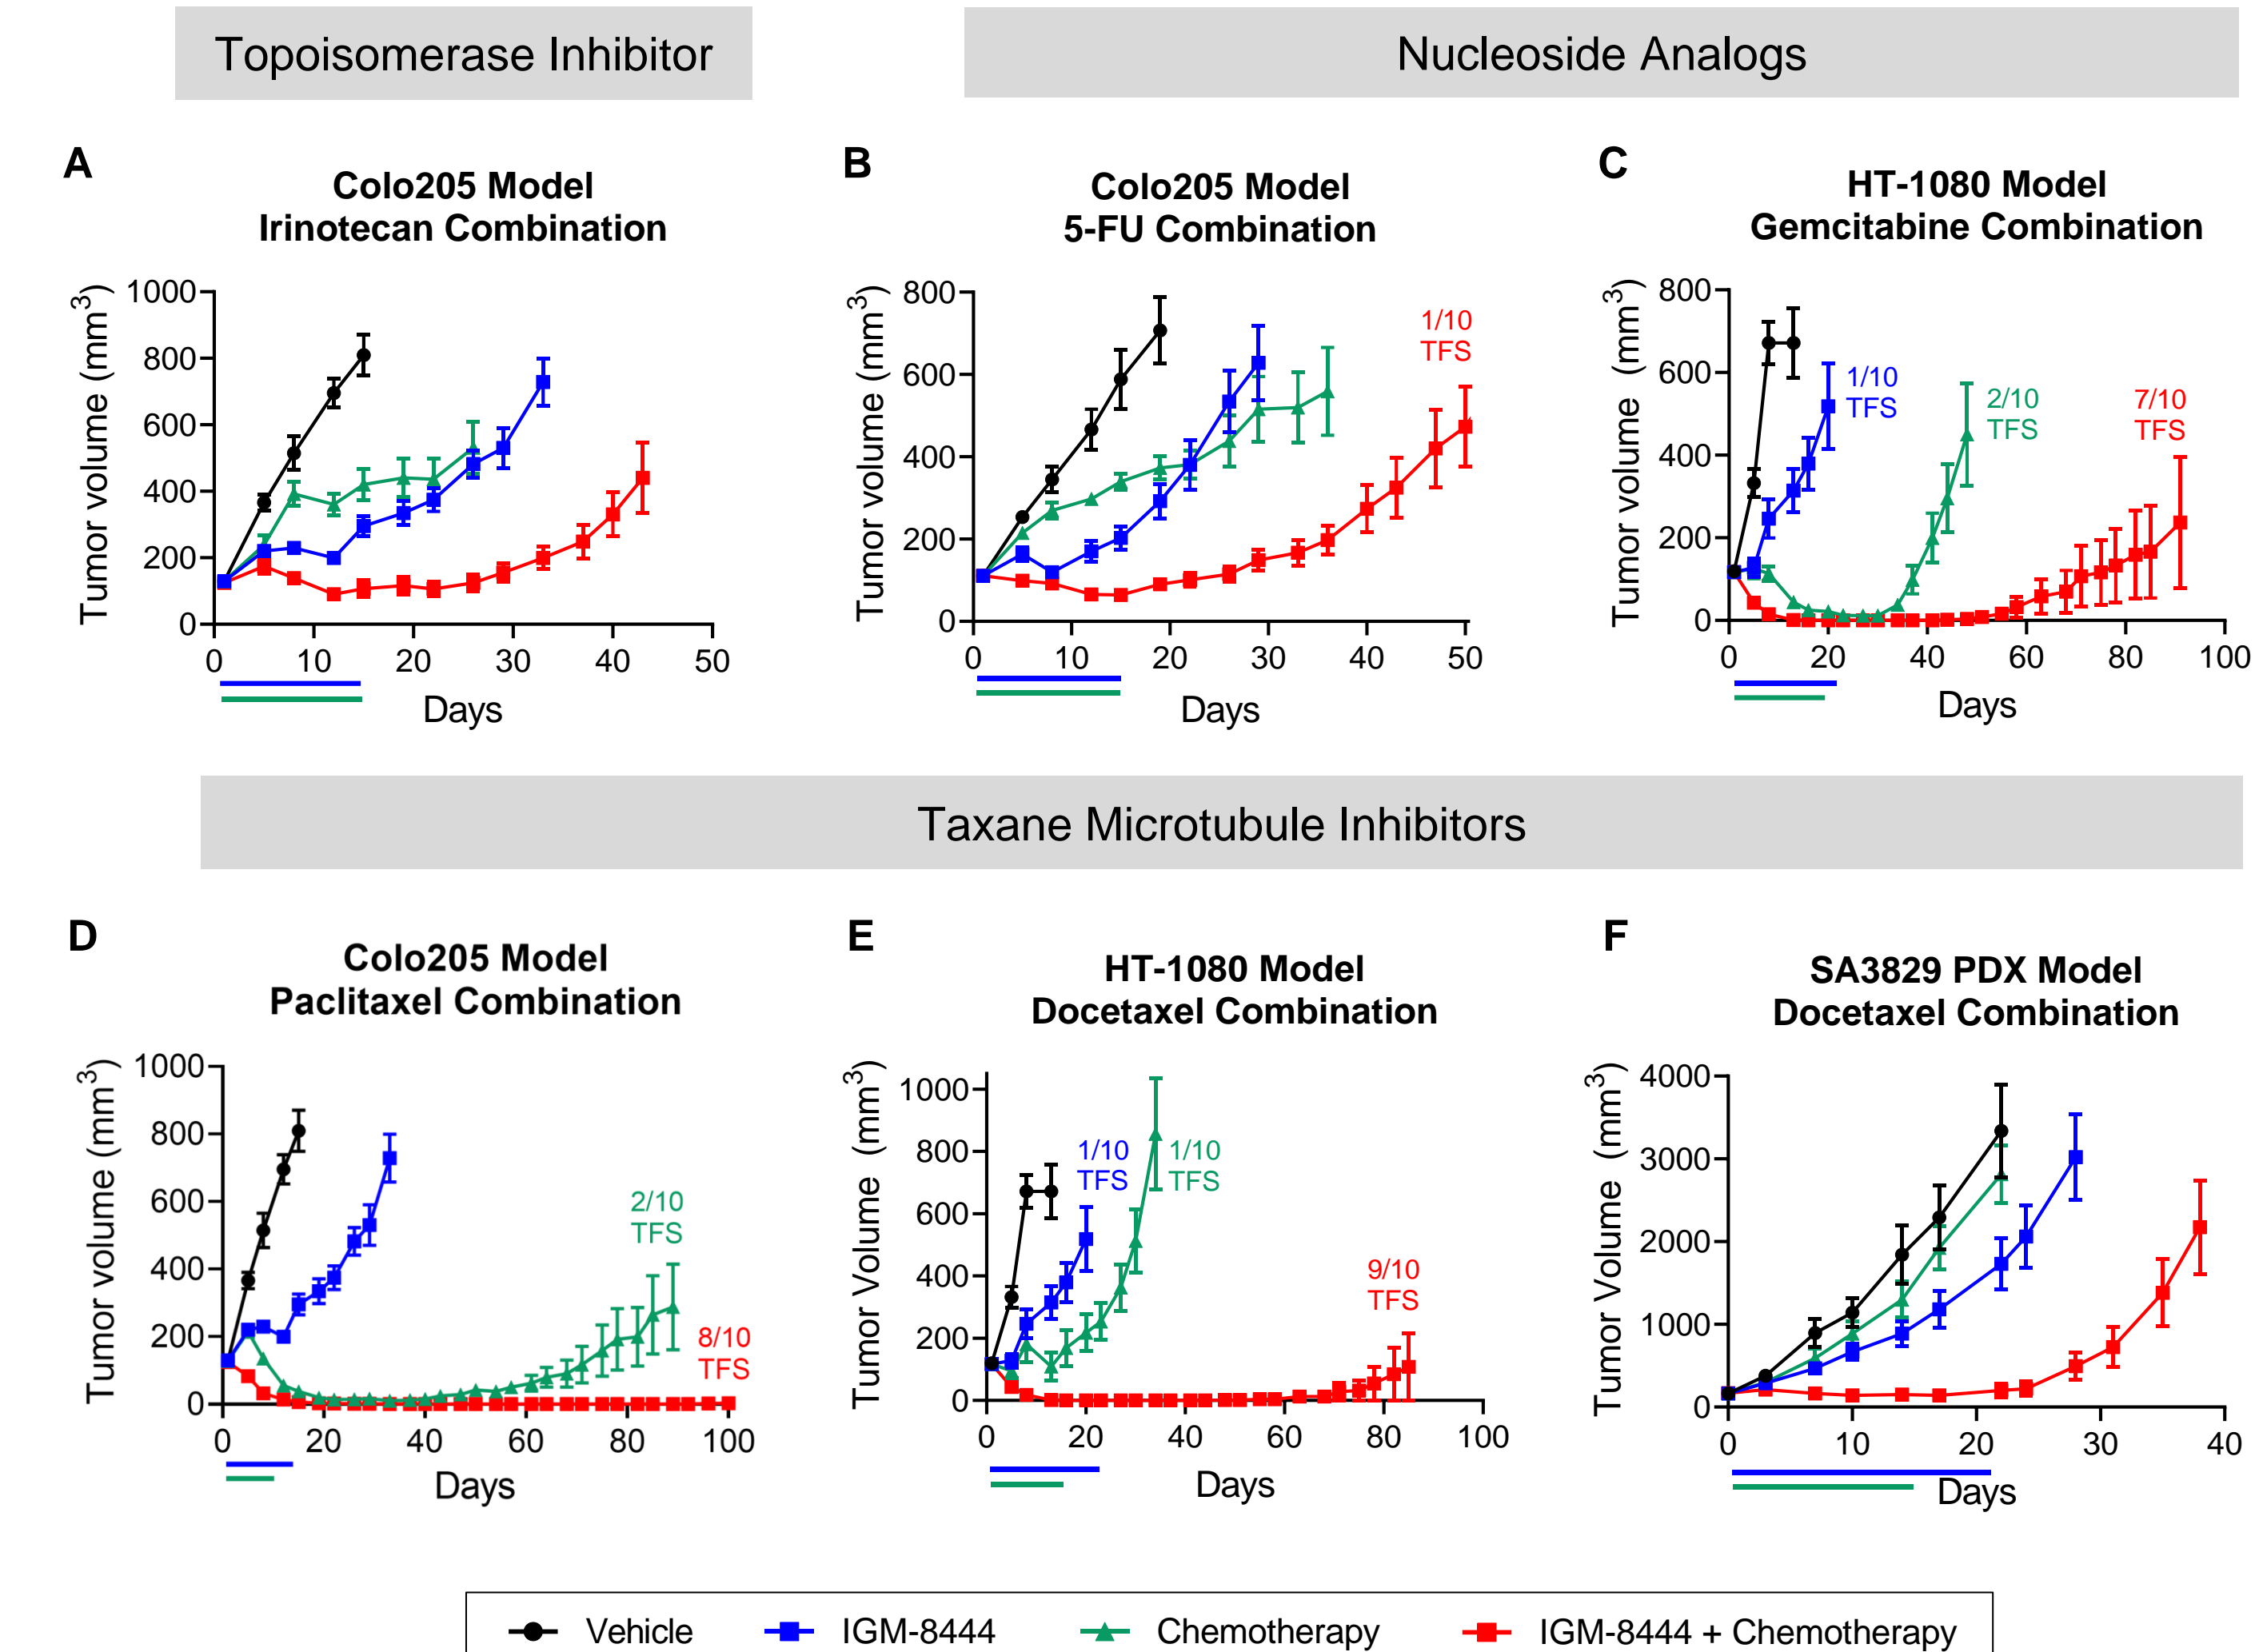 Topoisomerase Inhibitor
Nucleoside Analogs
A
Colo205 Model
Irinotecan Combination
Tumor volume (mm3)
1000
800
600
400
200
0
0 10 20 30 40 50
Days
B
Colo205 Model
5-FU Combination
Tumor volume (mm3)
800
600
400
200
0
0 10 20 30 40 50
Days
1/10
TFS
C
HT-1080 Model
Gemcitabine Combination
Tumor volume (mm3)
800
600
400
200
0
0 20 40 60 80 100
Days
1/10
TFS
2/10
TFS
7/10
TFS
Taxane Microtubule Inhibitors
D
Colo205 Model
Paclitaxel Combination
Tumor volume (mm3)
1000
800
600
400
200
0
0 20 40 60 80 100
Days
2/10
TFS
8/10
TFS
E
HT-1080 Model
Docetaxel Combination
Tumor Volume (mm3)
1000
800
600
400
200
0
0 20 40 60 80 100
Days
1/10
TFS
1/10
TFS
9/10
TFS
F
SA3829 PDX Model
Docetaxel Combination
Tumor Volume (mm3)
4000
3000
2000
1000
0
0 10 20 30 40
Days
Vehicle IGM-8444 Chemotherapy IGM-8444 + Chemotherapy